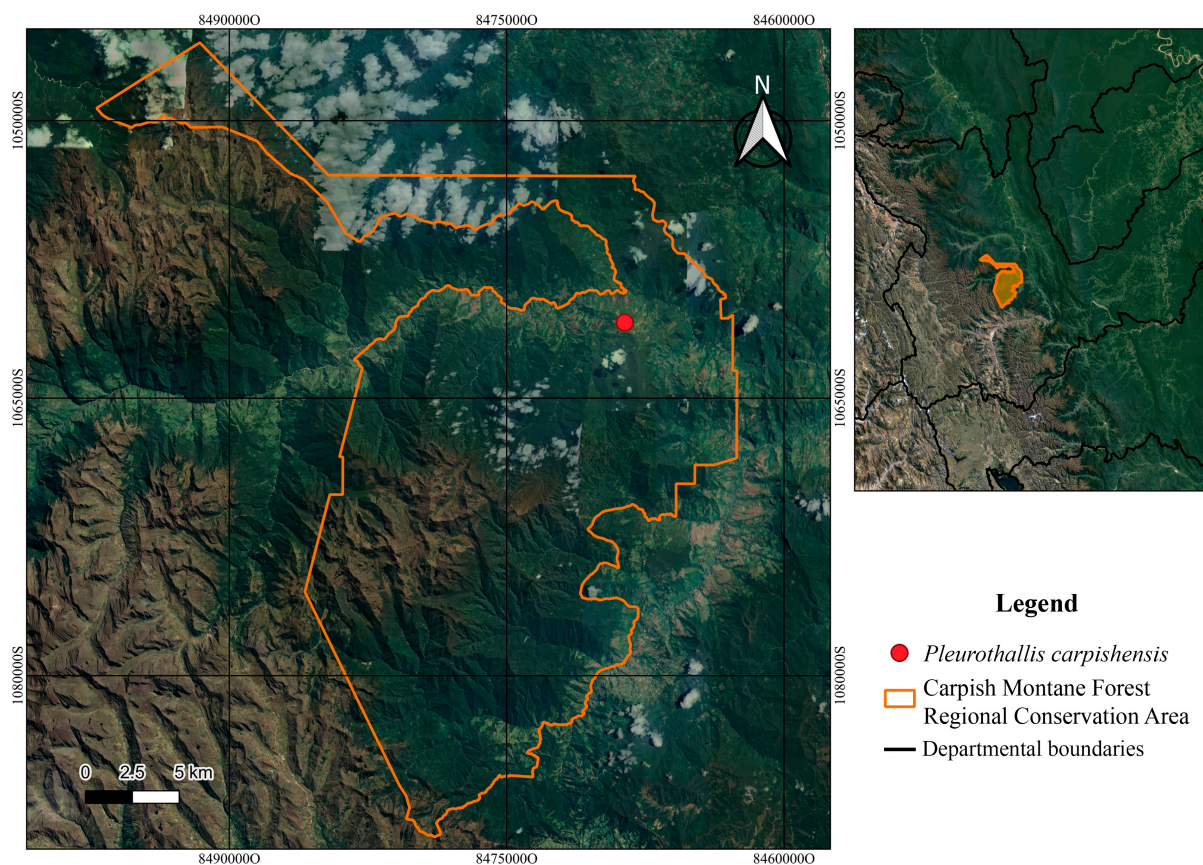 8490000O 8475000O 8460000O
N
1050000S 1050000S
1065000S 1065000S
1080000S 1080000S
0 2.5 5 km
8490000O 8475000O 8460000O
Legend
Pleurothallis carpishensis
Carpish Montane Forest
Regional Conservation Area
Departmental boundaries